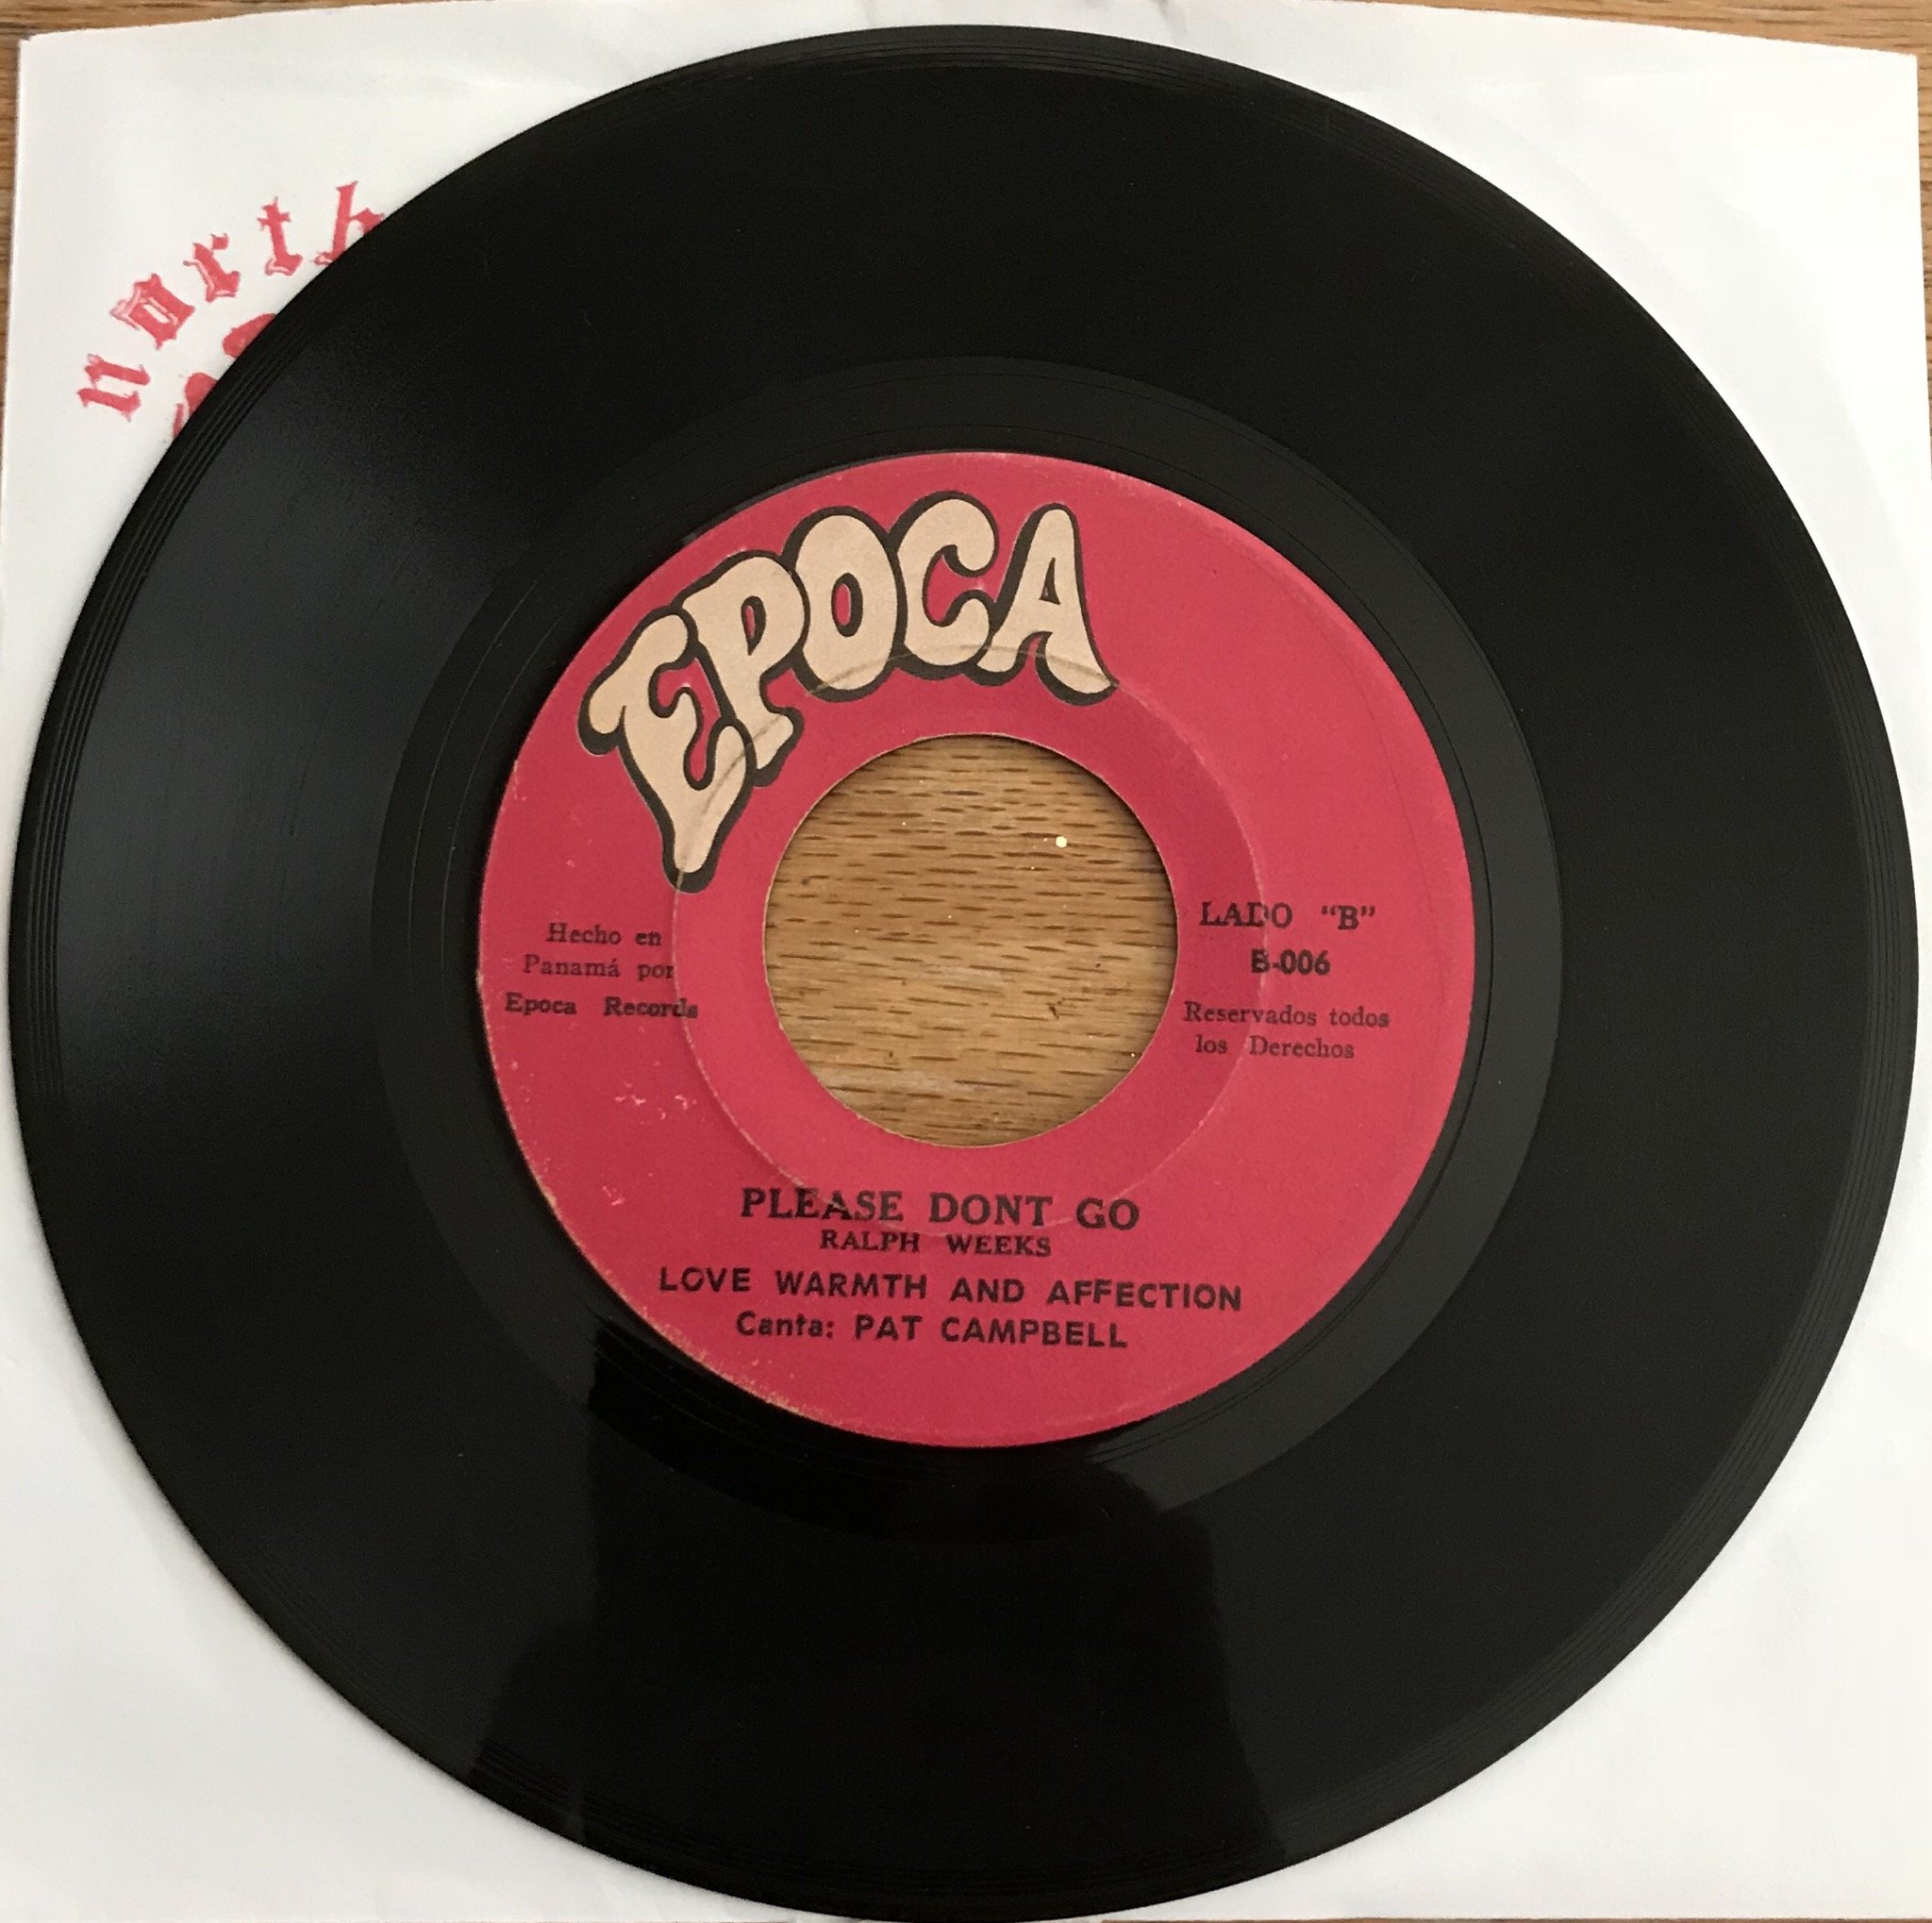 north
EPOCA
Hecho en
Panamá por
Epoca Records
LADO "B"
B-006
Reservados todos
los Derechos
PLEASE DONT GO
RALPH WEEKS
LOVE WARMTH AND AFFECTION
Canta: PAT CAMPBELL